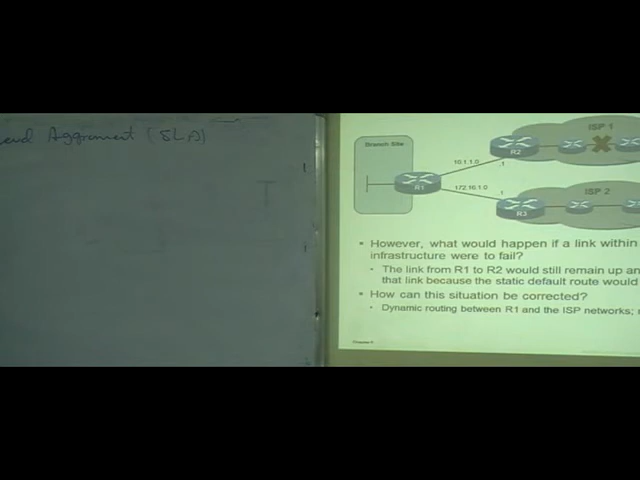 Aggrement (SLA)
ISP 1
Branch Site
R2
10.1.1.0
.1
R1
172.16.1.0
.1
ISP 2
R3
However, what would happen if a link within
infrastructure were to fail?
The link from R1 to R2 would still remain up an
that link because the static default route would
How can this situation be corrected?
Dynamic routing between R1 and the ISP networks;